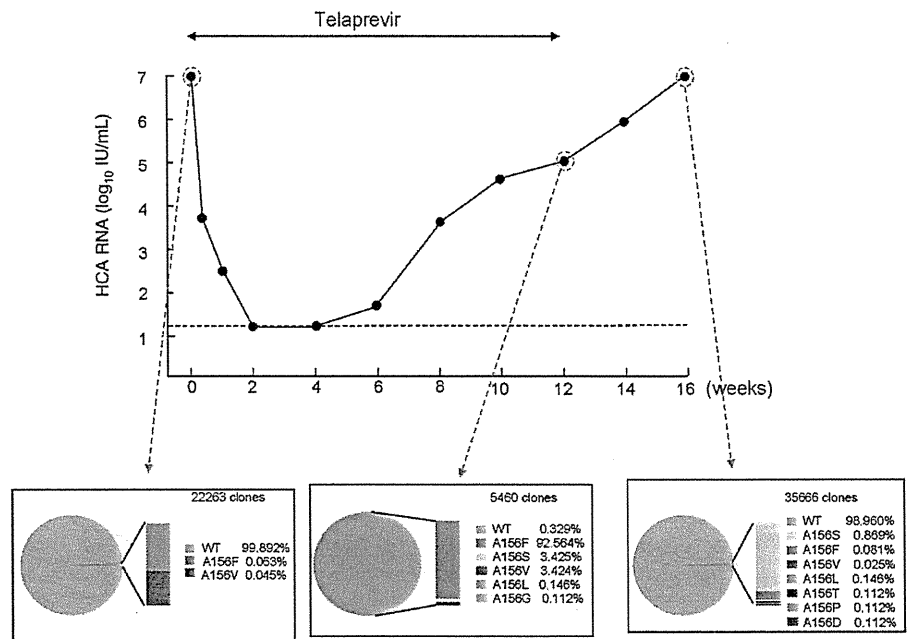 Telaprevir
HCA RNA (log10 IU/mL)
7
6
5
4
3
2
1
0 2 4 6 8 10 12 14 16 (weeks)
22263 clones
WT 99.892%
A156F 0.063%
A156V 0.045%
5460 clones
WT 0.329%
A156F 92.564%
A156S 3.425%
A156V 3.424%
A156L 0.146%
A156G 0.112%
35666 clones
WT 98.960%
A156S 0.869%
A156F 0.081%
A156V 0.025%
A156L 0.146%
A156T 0.112%
A156P 0.112%
A156D 0.112%